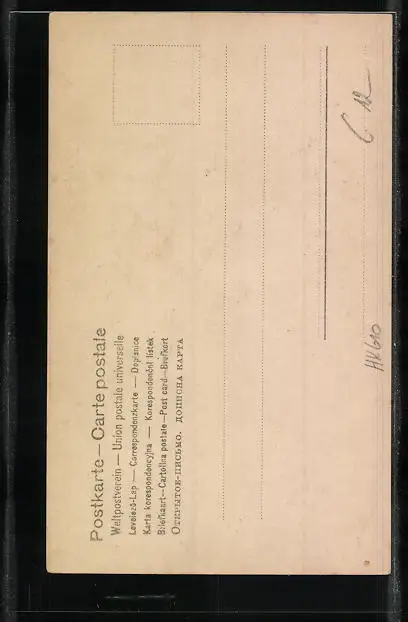 Postkarte — Carte postale
Weltpostverein — Union postale universelle
Levelező-Lap — Correspondenzkarte — Dopisnice
Karta korespondencyjna — Korespondenční lístek
Briefkaart—Cartolina postale—Post card—Brefkort
Открытое-письмо. дописна карта
HK610